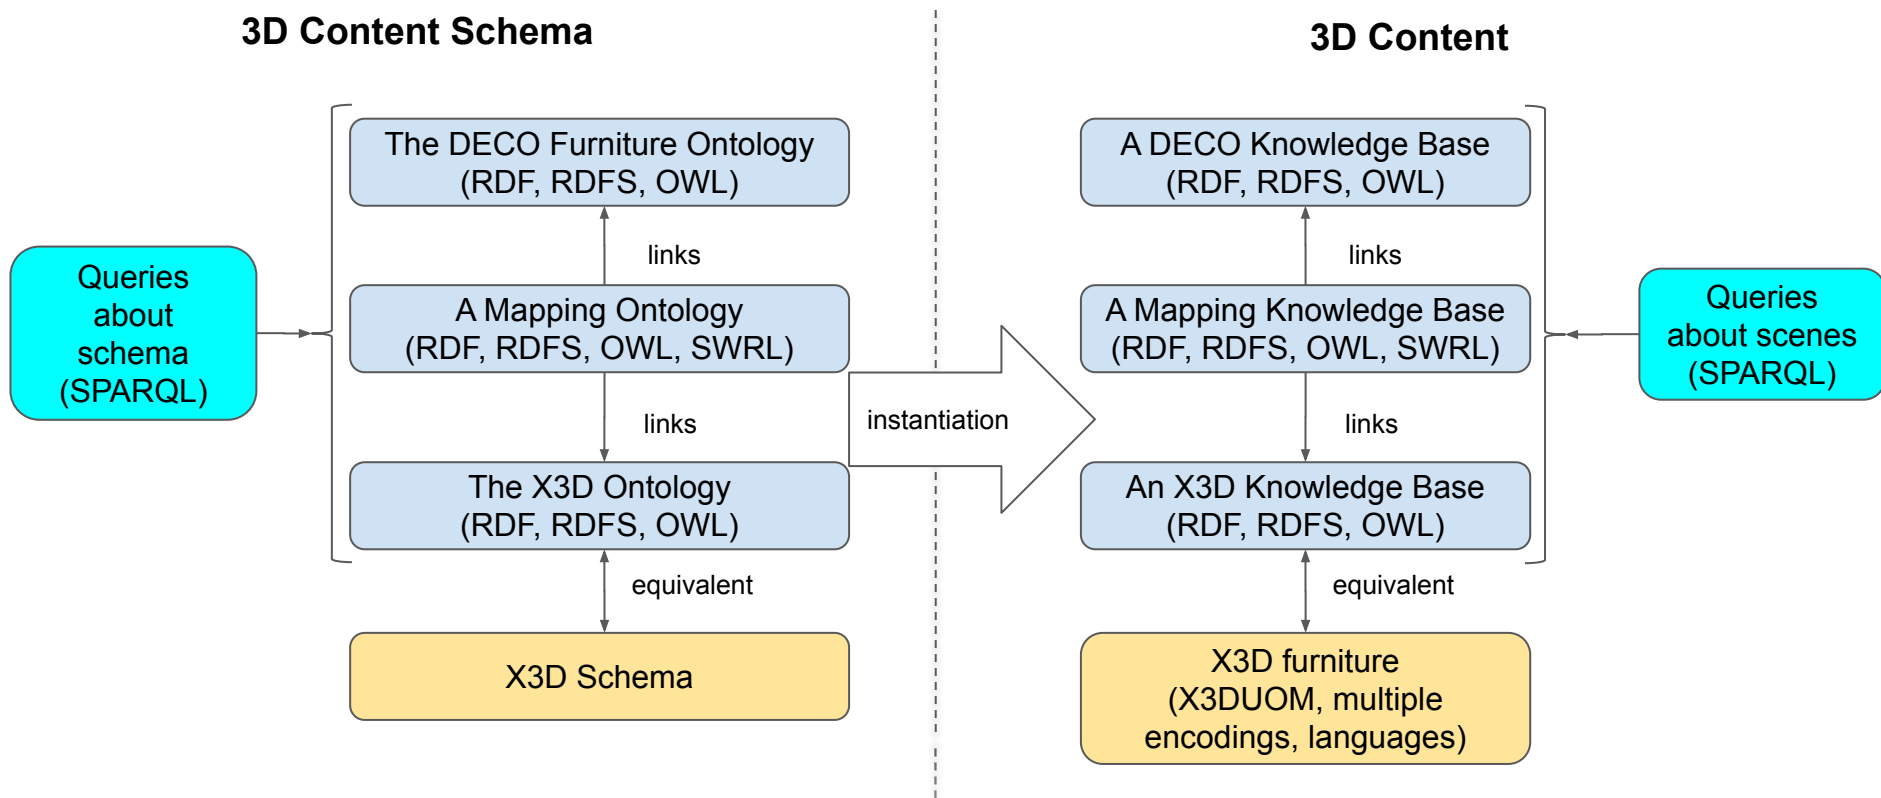 3D Content Schema
3D Content
The DECO Furniture Ontology
(RDF, RDFS, OWL)
links
A Mapping Ontology
(RDF, RDFS, OWL, SWRL)
links
The X3D Ontology
(RDF, RDFS, OWL)
equivalent
X3D Schema
Queries
about
schema
(SPARQL)
instantiation
A DECO Knowledge Base
(RDF, RDFS, OWL)
links
A Mapping Knowledge Base
(RDF, RDFS, OWL, SWRL)
links
An X3D Knowledge Base
(RDF, RDFS, OWL)
equivalent
X3D furniture
(X3DUOM, multiple
encodings, languages)
Queries
about scenes
(SPARQL)